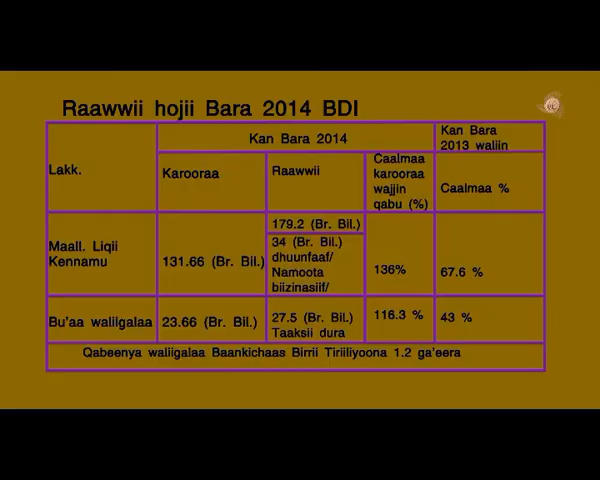 Raawwii hojii Bara 2014 BDI
Lakk.
Kan Bara 2014
Kan Bara
2013 waliin
Karooraa
Raawwii
Caalmaa
karooraa
wajjin
qabu (%)
Caalmaa %
Maall. Liqii
Kennamu
131.66 (Br. Bil.)
179.2 (Br. Bil.)
34 (Br. Bil.)
dhuunfaaf/
Namoota
biizinasiif/
136%
67.6 %
Bu'aa waliigalaa
23.66 (Br. Bil.)
27.5 (Br. Bil.)
Taaksii dura
116.3 %
43 %
Qabeenya waliigalaa Baankichaas Birrii Tiriiliyoona 1.2 ga'eera